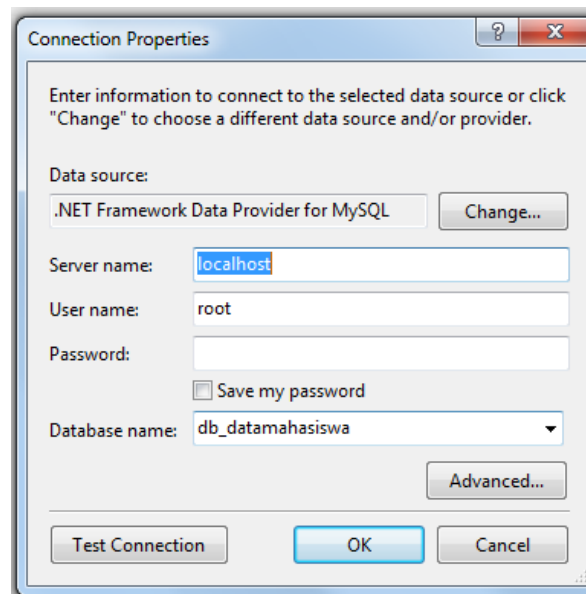 Connection Properties
?
Enter information to connect to the selected data source or click
"Change" to choose a different data source and/or provider.
Data source:
.NET Framework Data Provider for MySQL
Change...
Server name:
localhost
User name:
root
Password:
Save my password
Database name:
db_datamahasiswa
Advanced...
Test Connection
OK
Cancel